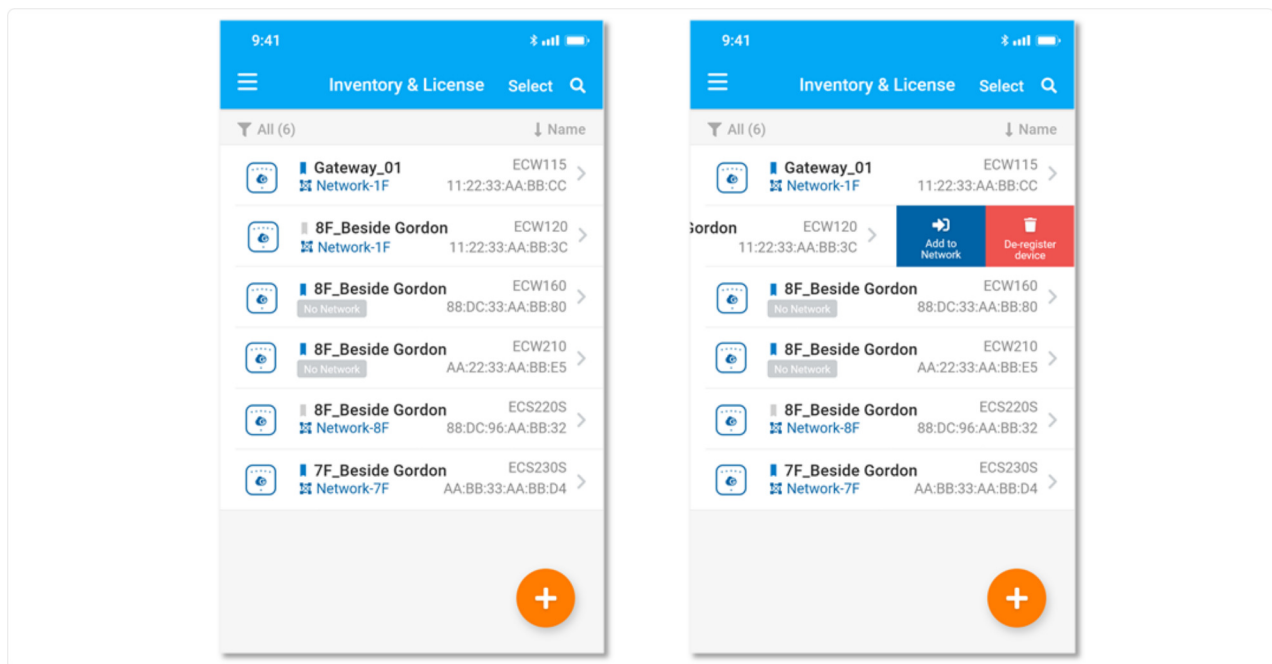 9:41
Inventory & License Select
All (6) Name
Gateway_01 ECW115
Network-1F 11:22:33:AA:BB:CC
8F_Beside Gordon ECW120
Network-1F 11:22:33:AA:BB:3C
8F_Beside Gordon ECW160
No Network 88:DC:33:AA:BB:80
8F_Beside Gordon ECW210
No Network AA:22:33:AA:BB:E5
8F_Beside Gordon ECS220S
Network-8F 88:DC:96:AA:BB:32
7F_Beside Gordon ECS230S
Network-7F AA:BB:33:AA:BB:D4
9:41
Inventory & License Select
All (6) Name
Gateway_01 ECW115
Network-1F 11:22:33:AA:BB:CC
Gordon ECW120
11:22:33:AA:BB:3C
Add to
Network
De-register
device
8F_Beside Gordon ECW160
No Network 88:DC:33:AA:BB:80
8F_Beside Gordon ECW210
No Network AA:22:33:AA:BB:E5
8F_Beside Gordon ECS220S
Network-8F 88:DC:96:AA:BB:32
7F_Beside Gordon ECS230S
Network-7F AA:BB:33:AA:BB:D4